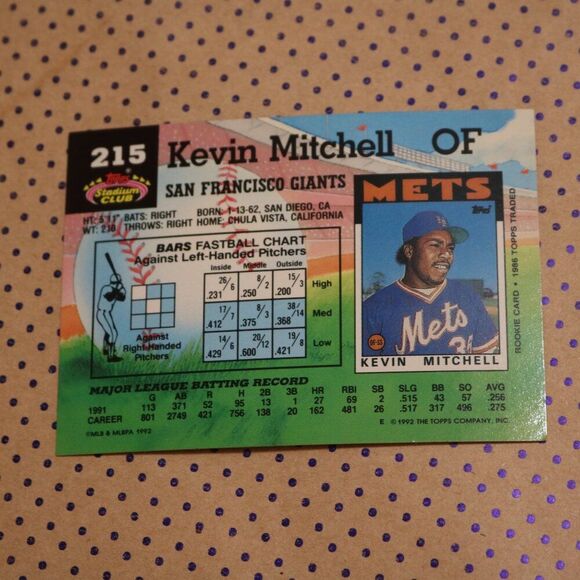 215 Kevin Mitchell OF
Topps
Stadium
CLUB
SAN FRANCISCO GIANTS
HT: 5'11" BATS: RIGHT BORN: 1-13-62, SAN DIEGO, CA
WT: 210 THROWS: RIGHT HOME: CHULA VISTA, CALIFORNIA
BARS FASTBALL CHART
Against Left-Handed Pitchers
Inside Middle Outside
26/6 .231 8/2 .250 15/3 .200 High
17/7 .412 8/3 .375 38/14 .368 Med
14/6 .429 20/12 .600 19/8 .421 Low
Against
Right-Handed
Pitchers
METS
Topps
Mets
OF-3B
KEVIN MITCHELL
ROOKIE CARD • 1986 TOPPS TRADED
MAJOR LEAGUE BATTING RECORD
G AB R H 2B 3B HR RBI SB SLG BB SO AVG
1991 113 371 52 95 13 1 27 69 2 .515 43 57 .256
CAREER 801 2749 421 756 138 20 162 481 26 .517 317 496 .275
©MLB & MLBPA 1992
E ©1992 THE TOPPS COMPANY, INC.